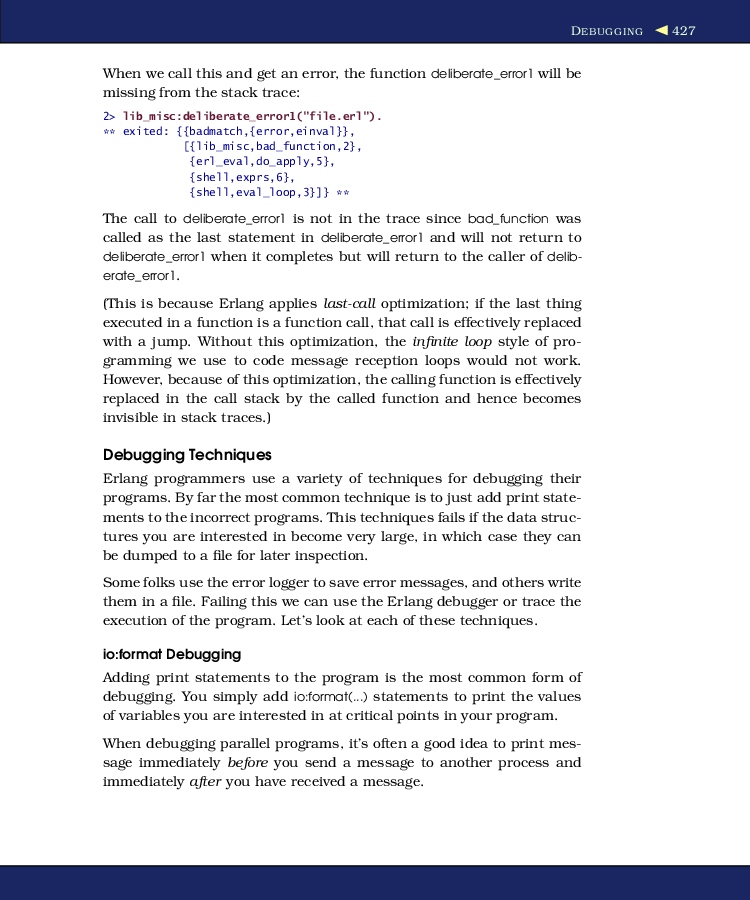 DEBUGGING ◀ 427
When we call this and get an error, the function deliberate_error1 will be
missing from the stack trace:
2> lib_misc:deliberate_error1("file.erl").
** exited: {{badmatch,{error,einval}},
[{lib_misc,bad_function,2},
{erl_eval,do_apply,5},
{shell,exprs,6},
{shell,eval_loop,3}]} **
The call to deliberate_error1 is not in the trace since bad_function was
called as the last statement in deliberate_error1 and will not return to
deliberate_error1 when it completes but will return to the caller of delib-
erate_error1.
(This is because Erlang applies last-call optimization; if the last thing
executed in a function is a function call, that call is effectively replaced
with a jump. Without this optimization, the infinite loop style of pro-
gramming we use to code message reception loops would not work.
However, because of this optimization, the calling function is effectively
replaced in the call stack by the called function and hence becomes
invisible in stack traces.)
Debugging Techniques
Erlang programmers use a variety of techniques for debugging their
programs. By far the most common technique is to just add print state-
ments to the incorrect programs. This techniques fails if the data struc-
tures you are interested in become very large, in which case they can
be dumped to a file for later inspection.
Some folks use the error logger to save error messages, and others write
them in a file. Failing this we can use the Erlang debugger or trace the
execution of the program. Let's look at each of these techniques.
io:format Debugging
Adding print statements to the program is the most common form of
debugging. You simply add io:format(...) statements to print the values
of variables you are interested in at critical points in your program.
When debugging parallel programs, it's often a good idea to print mes-
sage immediately before you send a message to another process and
immediately after you have received a message.